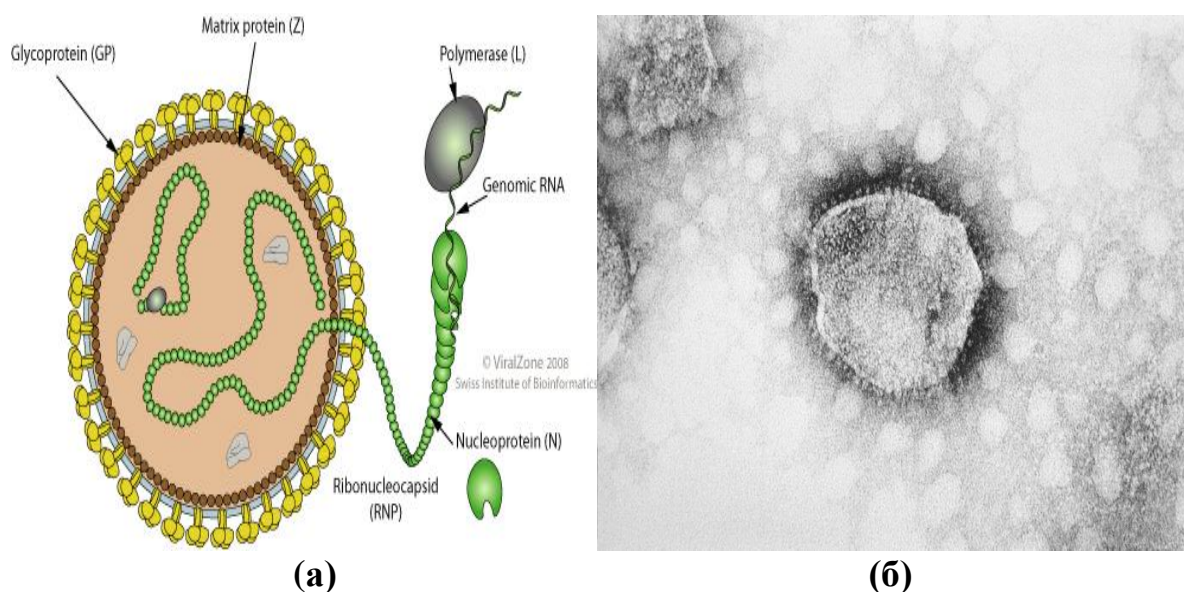 Matrix protein (Z)
Glycoprotein (GP)
Polymerase (L)
Genomic RNA
© ViralZone 2008
Swiss Institute of Bioinformatics
Nucleoprotein (N)
Ribonucleocapsid
(RNP)
(а)
(б)